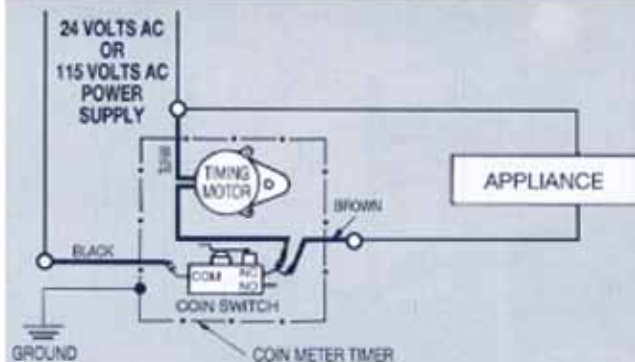 24 VOLTS AC
OR
115 VOLTS AC
POWER
SUPPLY
WHITE
TIMING
MOTOR
APPLIANCE
BROWN
BLACK
COM
NC
NO
COIN SWITCH
GROUND
COIN METER TIMER